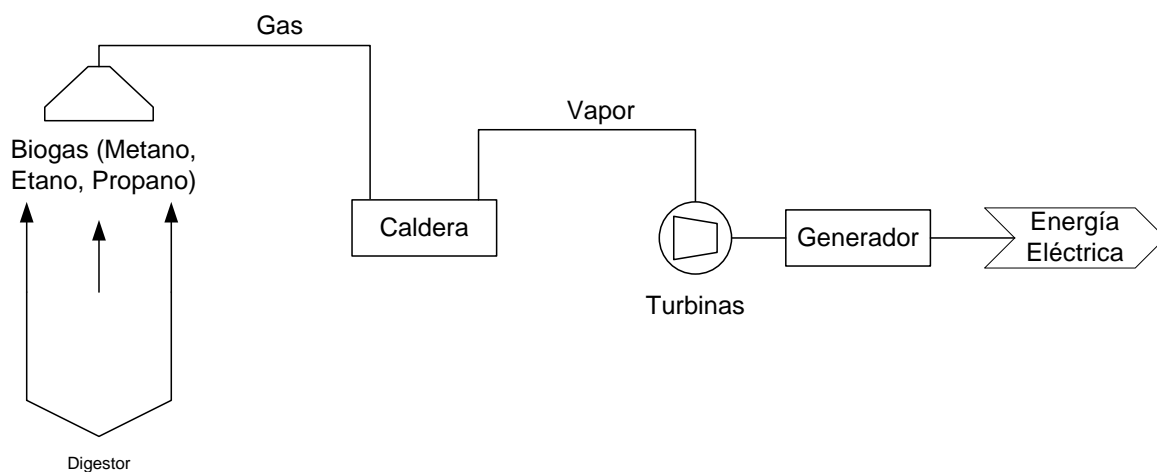 Gas
Biogas (Metano,
Etano, Propano)
Vapor
Caldera
Turbinas
Generador
Energía
Eléctrica
Digestor